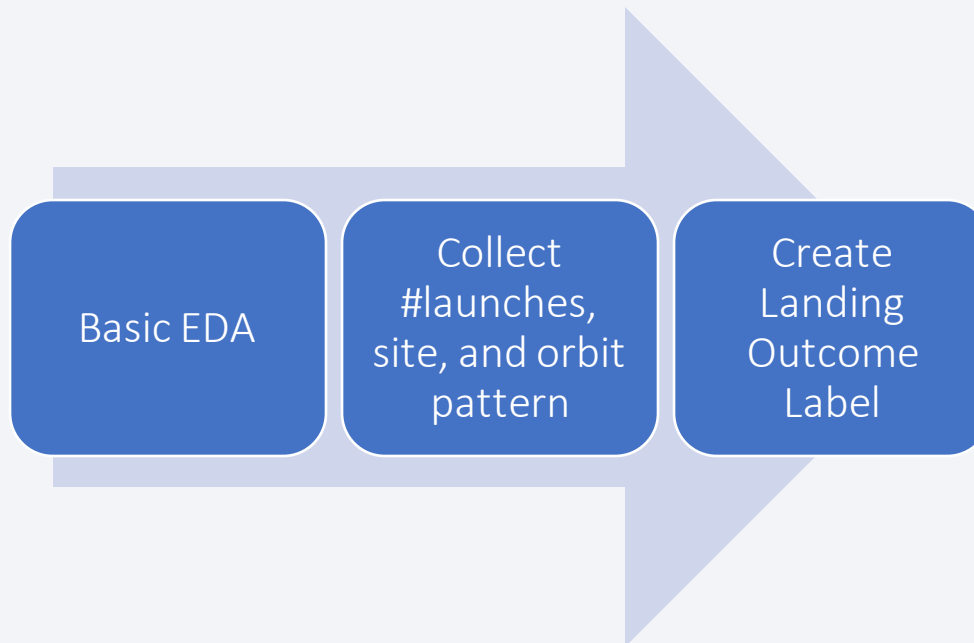 Basic EDA
Collect
#launches,
site, and orbit
pattern
Create
Landing
Outcome
Label